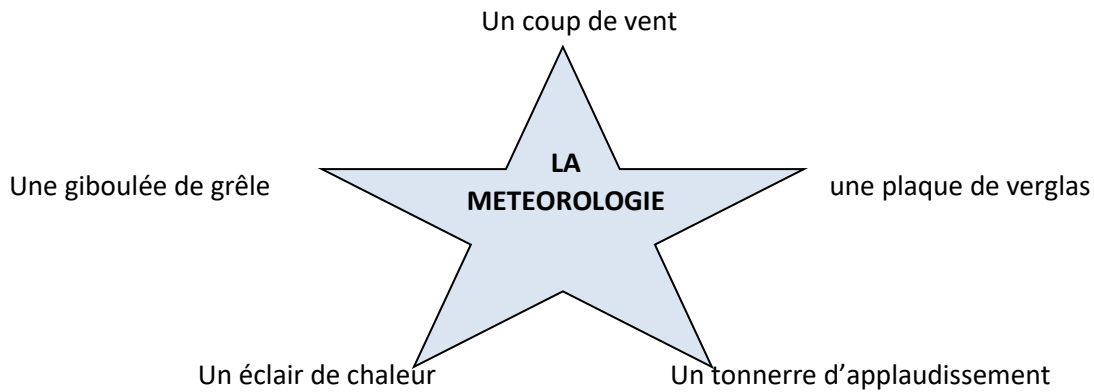 Un coup de vent
LA
METEOROLOGIE
Une giboulée de grêle
une plaque de verglas
Un éclair de chaleur
Un tonnerre d’applaudissement